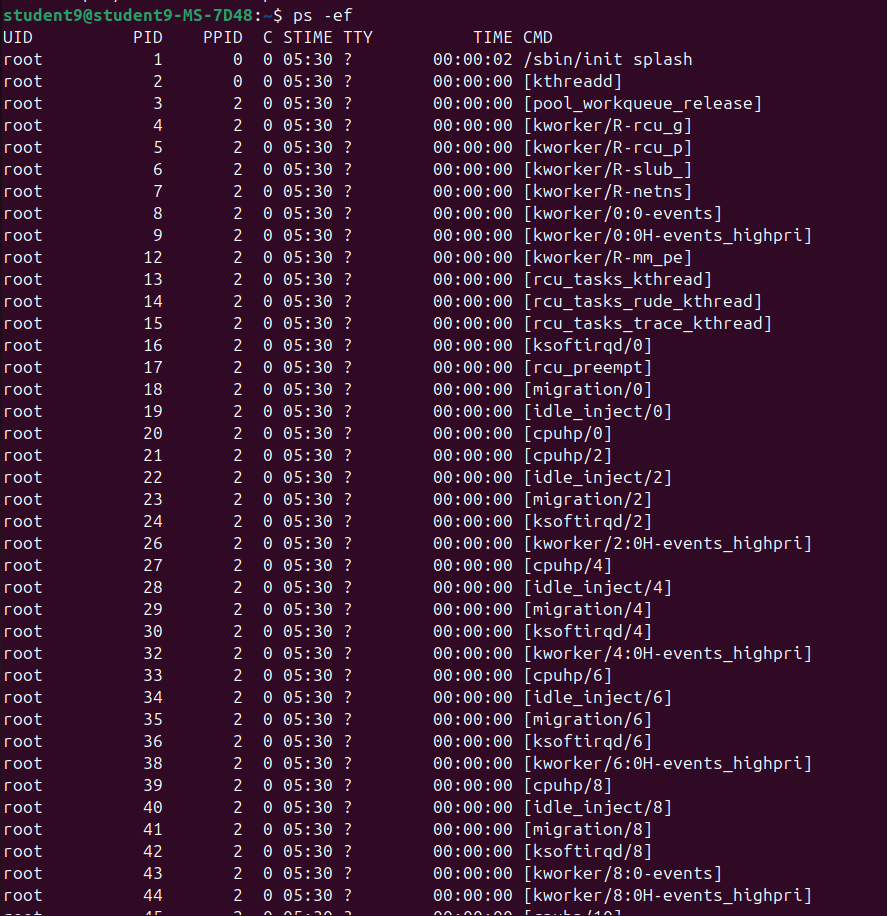 student9@student9-MS-7D48:~$ ps -ef
UID          PID    PPID  C STIME TTY          TIME CMD
root           1       0  0 05:30 ?        00:00:02 /sbin/init splash
root           2       0  0 05:30 ?        00:00:00 [kthreadd]
root           3       2  0 05:30 ?        00:00:00 [pool_workqueue_release]
root           4       2  0 05:30 ?        00:00:00 [kworker/R-rcu_g]
root           5       2  0 05:30 ?        00:00:00 [kworker/R-rcu_p]
root           6       2  0 05:30 ?        00:00:00 [kworker/R-slub_]
root           7       2  0 05:30 ?        00:00:00 [kworker/R-netns]
root           8       2  0 05:30 ?        00:00:00 [kworker/0:0-events]
root           9       2  0 05:30 ?        00:00:00 [kworker/0:0H-events_highpri]
root          12       2  0 05:30 ?        00:00:00 [kworker/R-mm_pe]
root          13       2  0 05:30 ?        00:00:00 [rcu_tasks_kthread]
root          14       2  0 05:30 ?        00:00:00 [rcu_tasks_rude_kthread]
root          15       2  0 05:30 ?        00:00:00 [rcu_tasks_trace_kthread]
root          16       2  0 05:30 ?        00:00:00 [ksoftirqd/0]
root          17       2  0 05:30 ?        00:00:00 [rcu_preempt]
root          18       2  0 05:30 ?        00:00:00 [migration/0]
root          19       2  0 05:30 ?        00:00:00 [idle_inject/0]
root          20       2  0 05:30 ?        00:00:00 [cpuhp/0]
root          21       2  0 05:30 ?        00:00:00 [cpuhp/2]
root          22       2  0 05:30 ?        00:00:00 [idle_inject/2]
root          23       2  0 05:30 ?        00:00:00 [migration/2]
root          24       2  0 05:30 ?        00:00:00 [ksoftirqd/2]
root          26       2  0 05:30 ?        00:00:00 [kworker/2:0H-events_highpri]
root          27       2  0 05:30 ?        00:00:00 [cpuhp/4]
root          28       2  0 05:30 ?        00:00:00 [idle_inject/4]
root          29       2  0 05:30 ?        00:00:00 [migration/4]
root          30       2  0 05:30 ?        00:00:00 [ksoftirqd/4]
root          32       2  0 05:30 ?        00:00:00 [kworker/4:0H-events_highpri]
root          33       2  0 05:30 ?        00:00:00 [cpuhp/6]
root          34       2  0 05:30 ?        00:00:00 [idle_inject/6]
root          35       2  0 05:30 ?        00:00:00 [migration/6]
root          36       2  0 05:30 ?        00:00:00 [ksoftirqd/6]
root          38       2  0 05:30 ?        00:00:00 [kworker/6:0H-events_highpri]
root          39       2  0 05:30 ?        00:00:00 [cpuhp/8]
root          40       2  0 05:30 ?        00:00:00 [idle_inject/8]
root          41       2  0 05:30 ?        00:00:00 [migration/8]
root          42       2  0 05:30 ?        00:00:00 [ksoftirqd/8]
root          43       2  0 05:30 ?        00:00:00 [kworker/8:0-events]
root          44       2  0 05:30 ?        00:00:00 [kworker/8:0H-events_highpri]